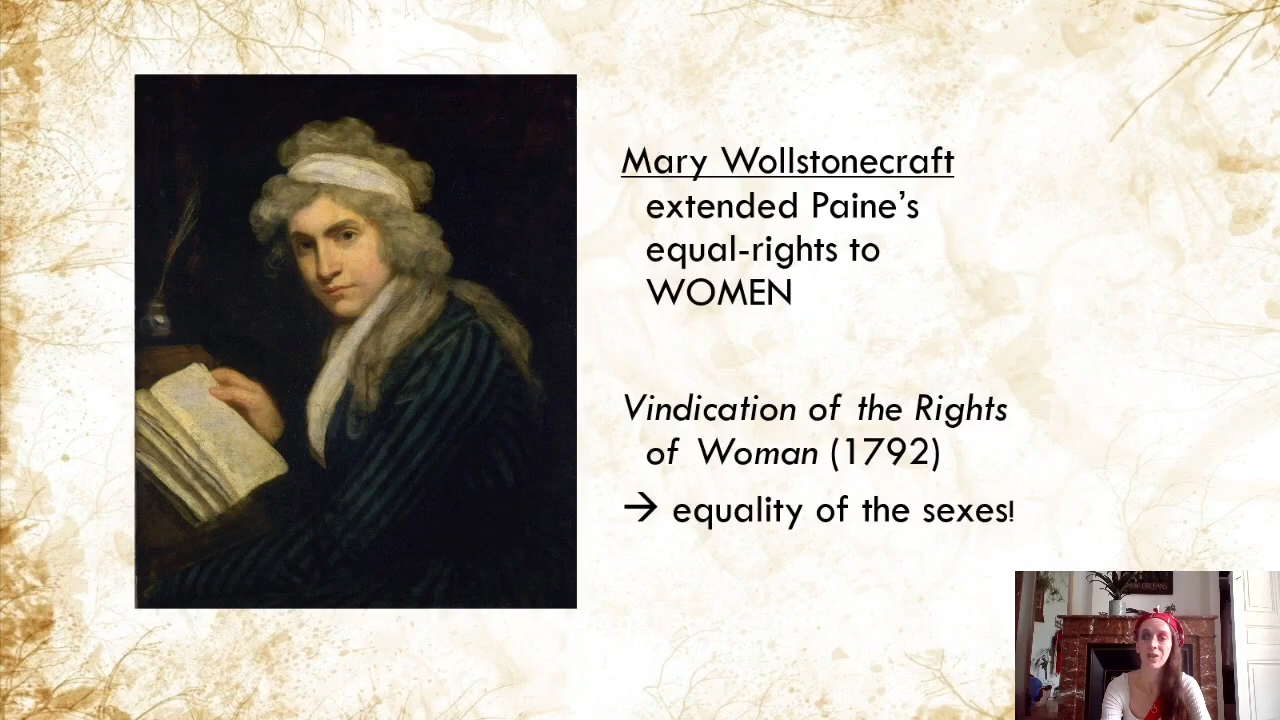 Mary Wollstonecraft
extended Paine’s
equal-rights to
WOMEN
Vindication of the Rights
of Woman (1792)
→ equality of the sexes!